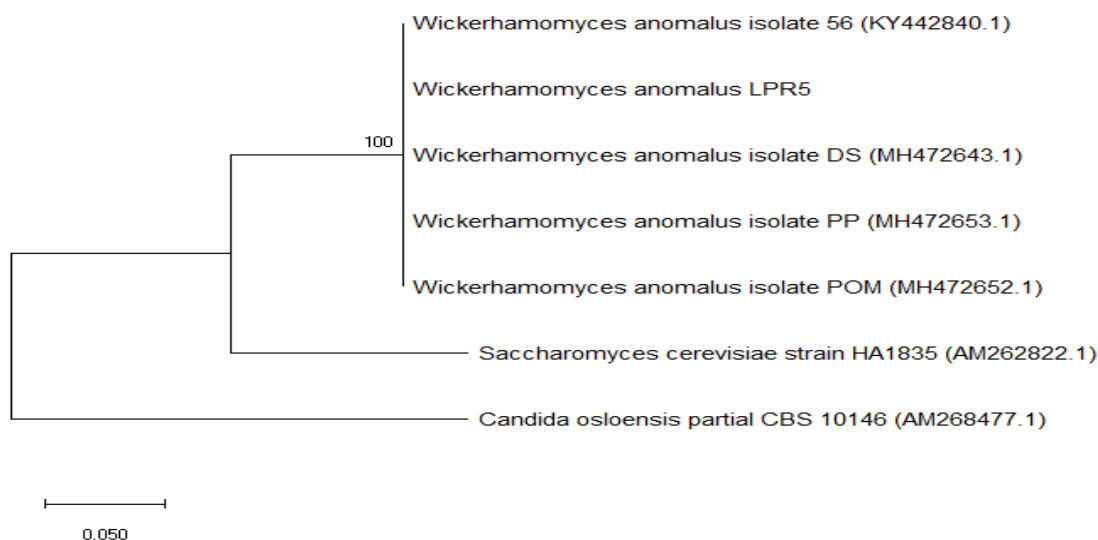 Wickerhamomyces anomalus isolate 56 (KY442840.1)
Wickerhamomyces anomalus LPR5
100
Wickerhamomyces anomalus isolate DS (MH472643.1)
Wickerhamomyces anomalus isolate PP (MH472653.1)
Wickerhamomyces anomalus isolate POM (MH472652.1)
Saccharomyces cerevisiae strain HA1835 (AM262822.1)
Candida osloensis partial CBS 10146 (AM268477.1)
0.050